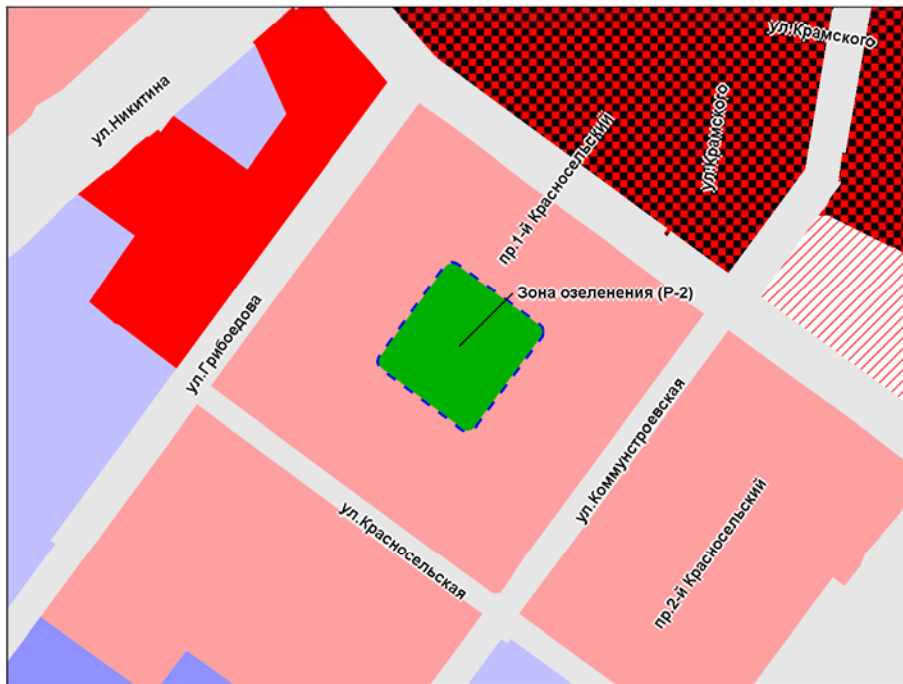 ул.Крамского
ул.Никитина
ул.Крамского
пр.1-й Красносельский
Зона озеленения (Р-2)
ул.Грибоедова
ул.Коммунстроевская
ул.Красносельская
пр.2-й Красносельский